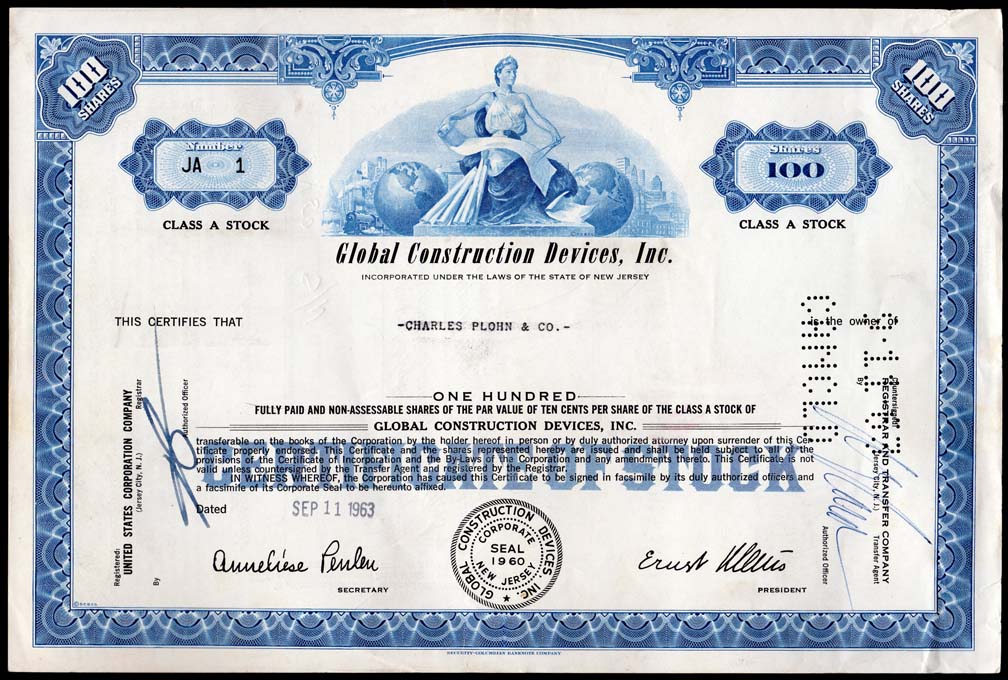 100
SHARES
100
SHARES
Number
JA 1
CLASS A STOCK
Shares
100
CLASS A STOCK
Global Construction Devices, Inc.
INCORPORATED UNDER THE LAWS OF THE STATE OF NEW JERSEY
THIS CERTIFIES THAT
-CHARLES PLOHN & CO.-
is the owner of
ONE HUNDRED
FULLY PAID AND NON-ASSESSABLE SHARES OF THE PAR VALUE OF TEN CENTS PER SHARE OF THE CLASS A STOCK OF
GLOBAL CONSTRUCTION DEVICES, INC.
transferable on the books of the Corporation by the holder hereof in person or by duly authorized attorney upon surrender of this Cer-
tificate properly endorsed. This Certificate and the shares presented hereby are issued and shall be held subject to all of the
provisions of the Certificate of Incorporation and the By-Laws of the Corporation and any amendments thereto. This Certificate is not
valid unless countersigned by the Transfer Agent and registered by the Registrar.
IN WITNESS WHEREOF, the Corporation has caused this Certificate to be signed in facsimile by its duly authorized officers and
a facsimile of its Corporate Seal to be hereunto affixed.
CERTIFICATE OF STOCK
Dated SEP 11 1963
Registered:
UNITED STATES CORPORATION COMPANY
(Jersey City, N. J.) Registrar
By
Authorized Officer
Countersigned:
REGISTRAR AND TRANSFER COMPANY
(Jersey City, N. J.) Transfer Agent
By
Authorized Officer
GLOBAL CONSTRUCTION DEVICES, INC.
CORPORATE
SEAL
1960
NEW JERSEY
SECRETARY
Ernst
PRESIDENT
SECURITY-COLUMBIAN BANKNOTE COMPANY